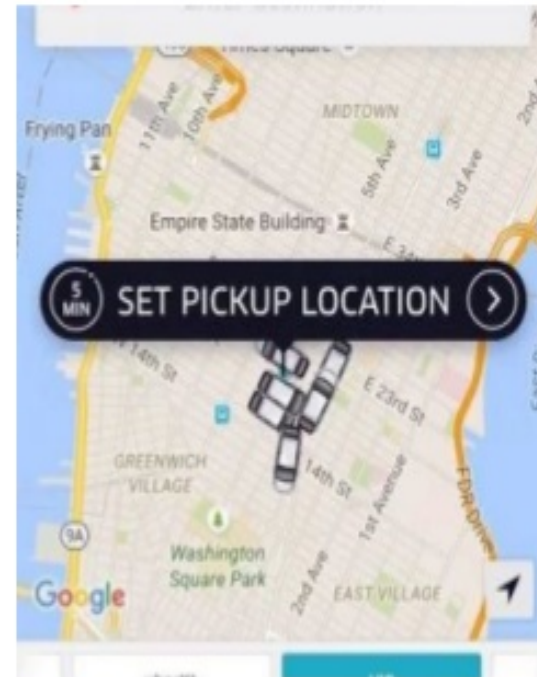 Times Square
MIDTOWN
11th Ave
10th Ave
Frying Pan
5th Ave
3rd Ave
2nd
Empire State Building
E 34th
5 MIN SET PICKUP LOCATION
W 14th St
E 23rd St
GREENWICH
VILLAGE
14th St
1st Avenue
FDR Drive
9A
Washington
Square Park
2nd Ave
EAST VILLAGE
Google